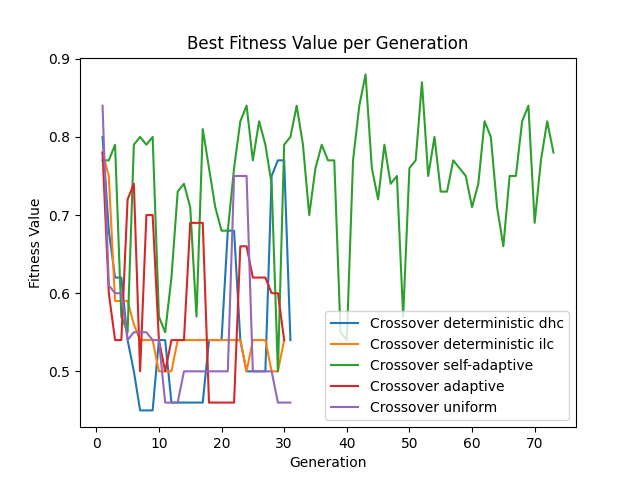 Best Fitness Value per Generation
0.9
0.8
0.7
0.6
0.5
Fitness Value
Crossover deterministic dhc
Crossover deterministic ilc
Crossover self-adaptive
Crossover adaptive
Crossover uniform
0 10 20 30 40 50 60 70
Generation